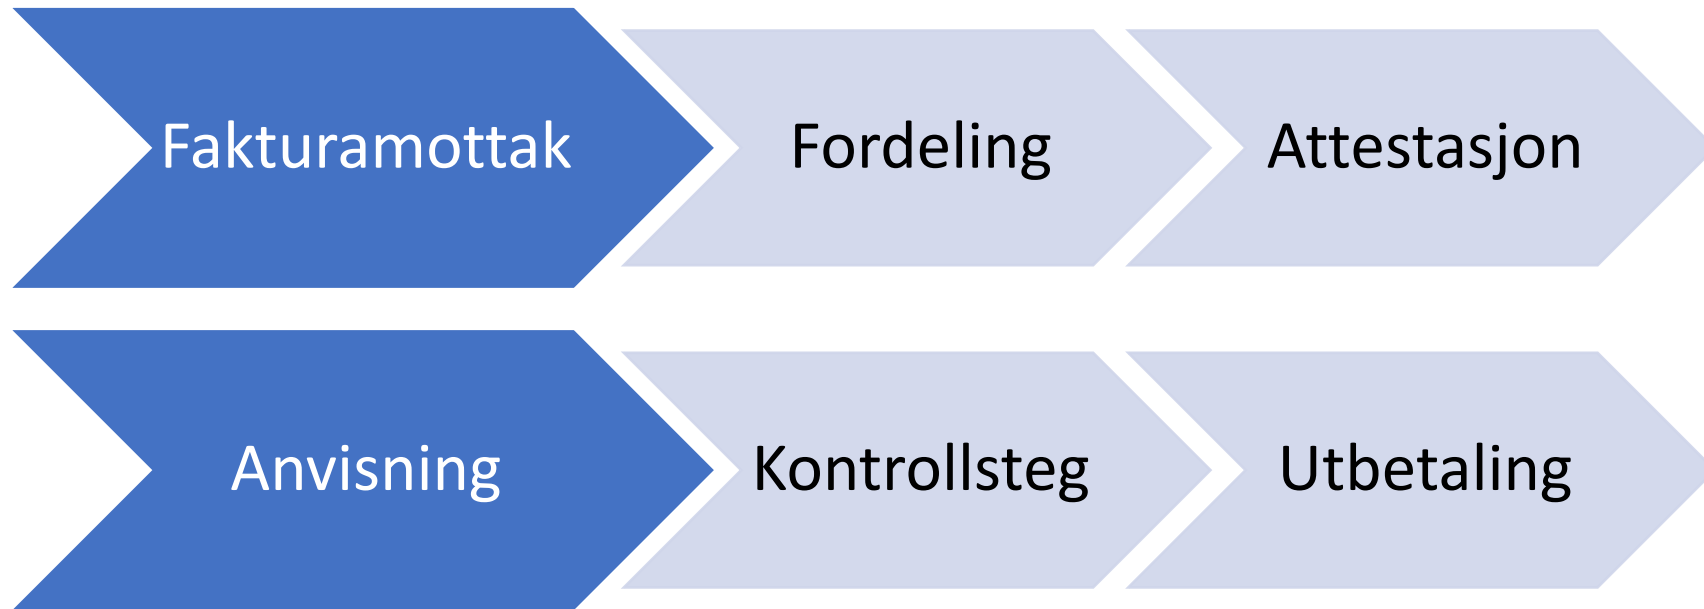 Fakturamottak
Fordeling
Attestasjon
Anvisning
Kontrollsteg
Utbetaling